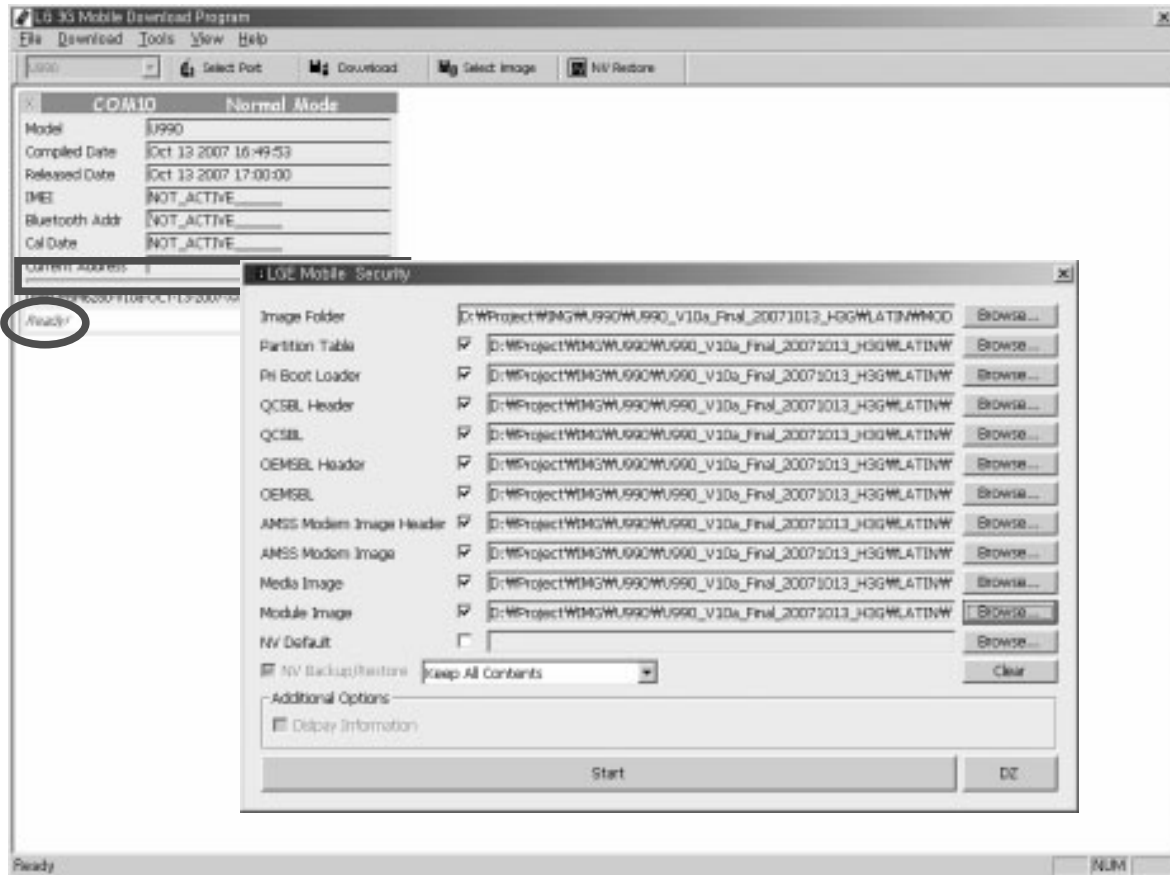 LG 3G Mobile Download Program
File Download Tools View Help
U990 Select Port Download Select Image NV Restore
COM10 Normal Mode
Model U990
Compiled Date Oct 13 2007 16:49:53
Released Date Oct 13 2007 17:00:00
IMEI NOT_ACTIVE______
Bluetooth Addr NOT_ACTIVE______
Cal Date NOT_ACTIVE______
Current Address
Ready!
LGE Mobile Security
Image Folder D:₩Project₩IMG₩U990₩U990_V10a_Final_20071013_H3G₩LATIN₩MOD Browse...
Partition Table D:₩Project₩IMG₩U990₩U990_V10a_Final_20071013_H3G₩LATIN₩ Browse...
Pri Boot Loader D:₩Project₩IMG₩U990₩U990_V10a_Final_20071013_H3G₩LATIN₩ Browse...
QCSBL Header D:₩Project₩IMG₩U990₩U990_V10a_Final_20071013_H3G₩LATIN₩ Browse...
QCSBL D:₩Project₩IMG₩U990₩U990_V10a_Final_20071013_H3G₩LATIN₩ Browse...
OEMSBL Header D:₩Project₩IMG₩U990₩U990_V10a_Final_20071013_H3G₩LATIN₩ Browse...
OEMSBL D:₩Project₩IMG₩U990₩U990_V10a_Final_20071013_H3G₩LATIN₩ Browse...
AMSS Modem Image Header D:₩Project₩IMG₩U990₩U990_V10a_Final_20071013_H3G₩LATIN₩ Browse...
AMSS Modem Image D:₩Project₩IMG₩U990₩U990_V10a_Final_20071013_H3G₩LATIN₩ Browse...
Media Image D:₩Project₩IMG₩U990₩U990_V10a_Final_20071013_H3G₩LATIN₩ Browse...
Module Image D:₩Project₩IMG₩U990₩U990_V10a_Final_20071013_H3G₩LATIN₩ Browse...
NV Default Browse...
NV Backup/Restore Keep All Contents Clear
Additional Options
Dislpay Information
Start DZ
Ready NUM